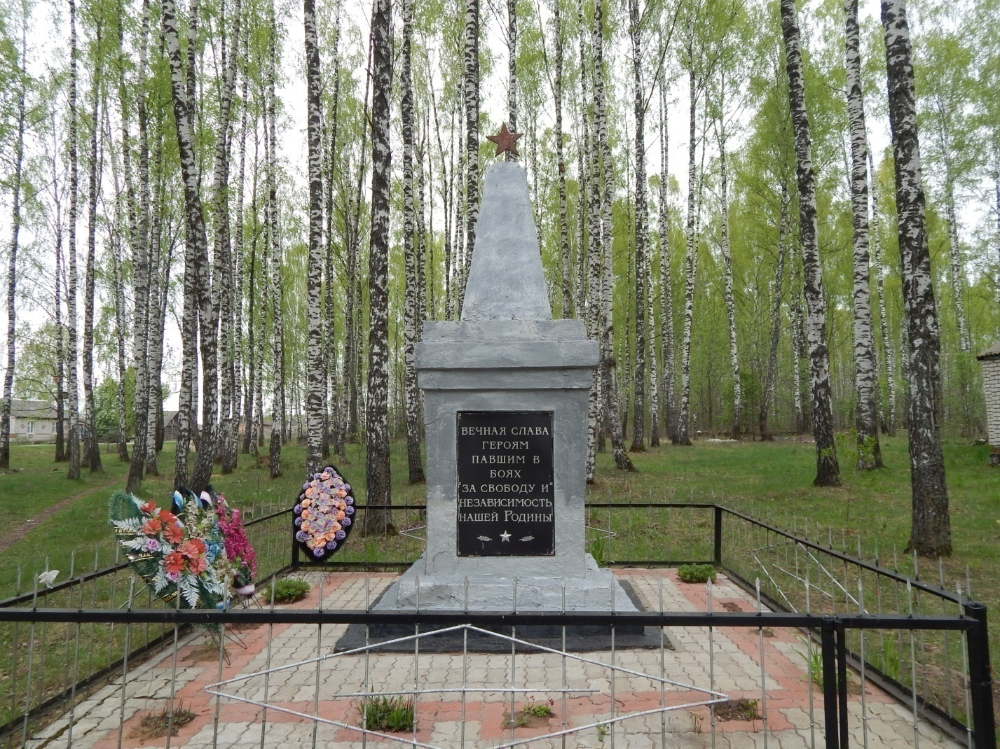 ВЕЧНАЯ СЛАВА
ГЕРОЯМ
ПАВШИМ В
БОЯХ
ЗА СВОБОДУ И
НЕЗАВИСИМОСТЬ
НАШЕЙ РОДИНЫ